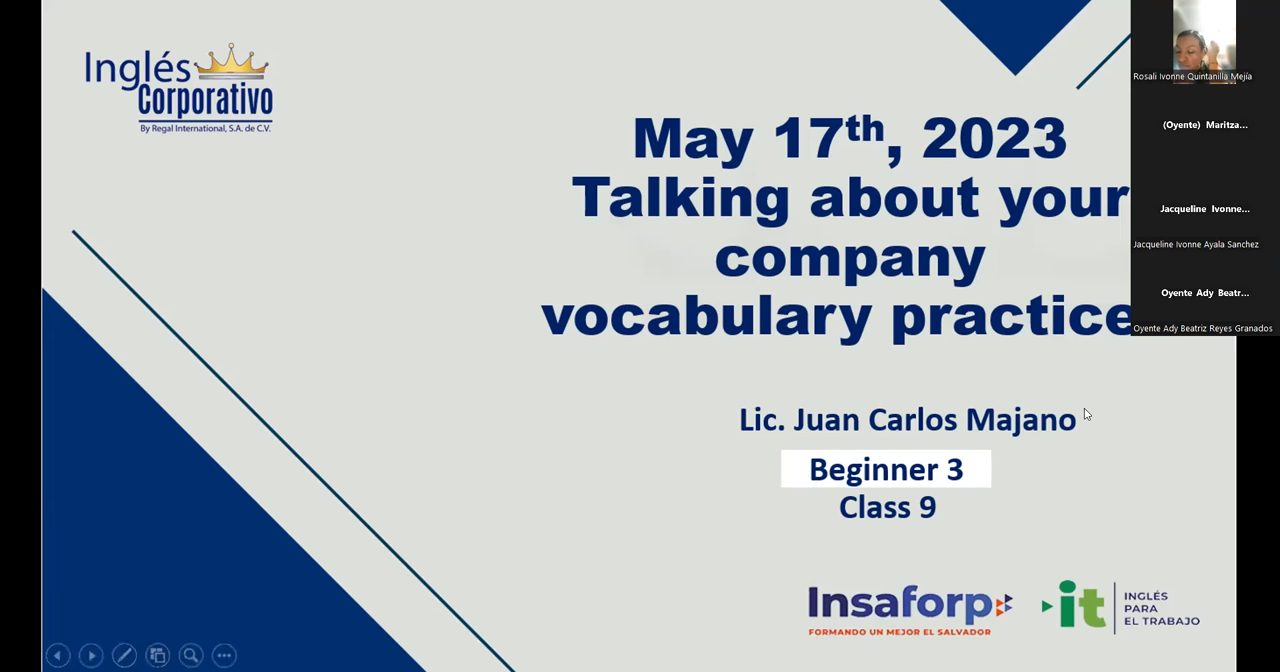 Inglés
Corporativo
By Regal International, S.A. de C.V.
May 17th, 2023
Talking about your
company
vocabulary practice
Lic. Juan Carlos Majano
Beginner 3
Class 9
Insaforp
FORMANDO UN MEJOR EL SALVADOR
it
INGLÉS
PARA
EL TRABAJO
Rosali Ivonne Quintanilla Mejía
(Oyente) Maritza...
Jacqueline Ivonne...
Jacqueline Ivonne Ayala Sanchez
Oyente Ady Beatr...
Oyente Ady Beatriz Reyes Granados